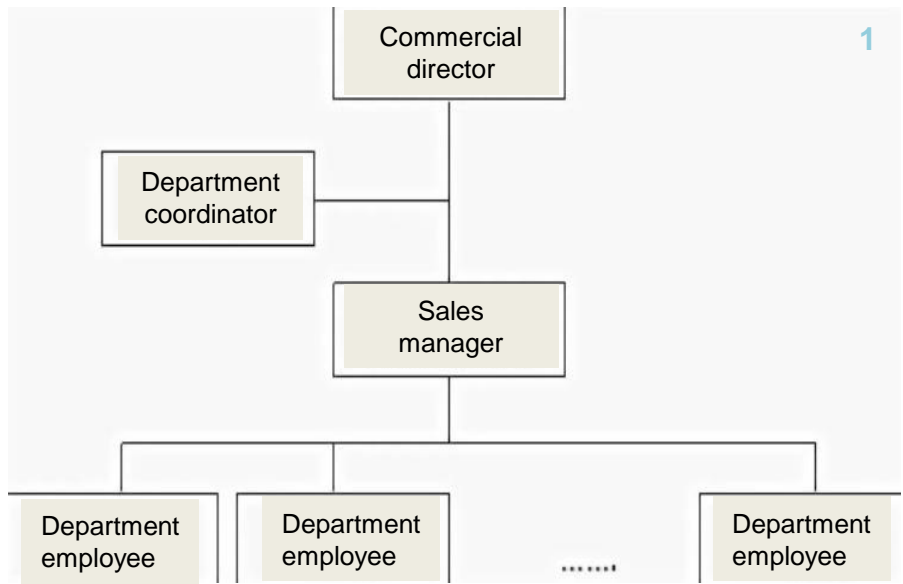 Commercial
director
1
Department
coordinator
Sales
manager
Department
employee
Department
employee
.......
Department
employee